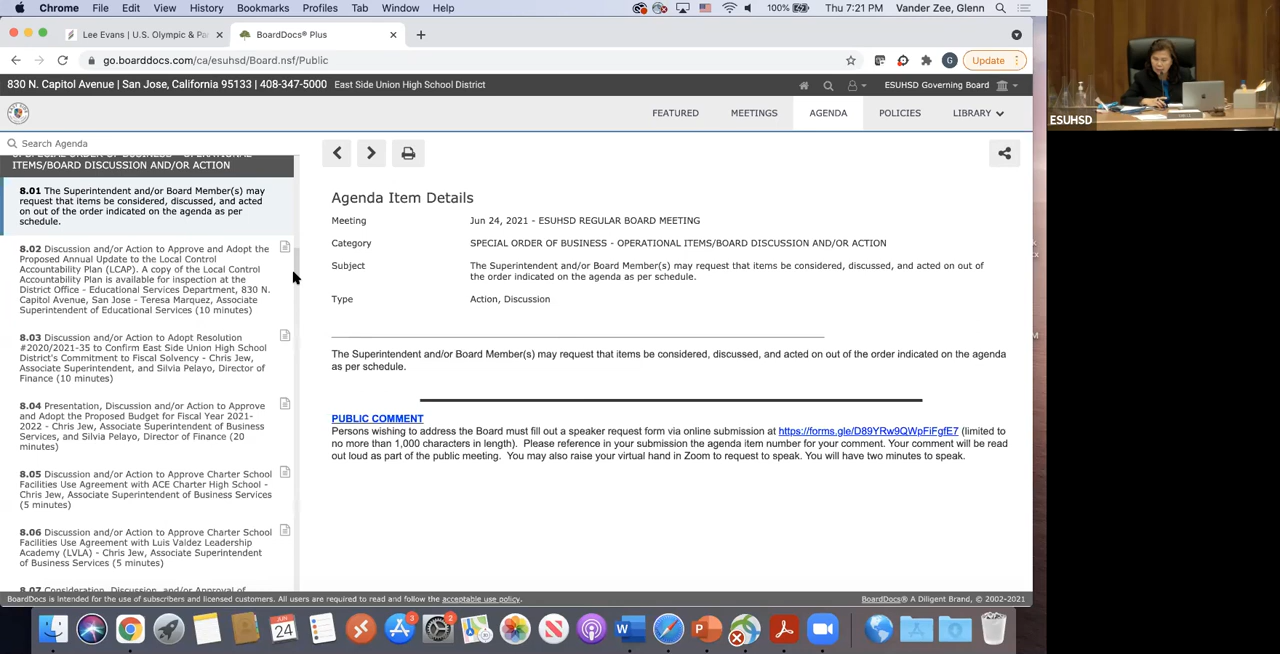 Chrome File Edit View History Bookmarks Profiles Tab Window Help 100% Thu 7:21 PM Vander Zee, Glenn
Lee Evans | U.S. Olympic & Pa
BoardDocs® Plus
go.boarddocs.com/ca/esuhsd/Board.nsf/Public
G
Update
830 N. Capitol Avenue | San Jose, California 95133 | 408-347-5000 East Side Union High School District
ESUHSD Governing Board
FEATURED MEETINGS AGENDA POLICIES LIBRARY
Search Agenda
ITEMS/BOARD DISCUSSION AND/OR ACTION
8.01 The Superintendent and/or Board Member(s) may
request that items be considered, discussed, and acted
on out of the order indicated on the agenda as per
schedule.
8.02 Discussion and/or Action to Approve and Adopt the
Proposed Annual Update to the Local Control
Accountability Plan (LCAP). A copy of the Local Control
Accountability Plan is available for inspection at the
District Office - Educational Services Department, 830 N.
Capitol Avenue, San Jose - Teresa Marquez, Associate
Superintendent of Educational Services (10 minutes)
8.03 Discussion and/or Action to Adopt Resolution
#2020/2021-35 to Confirm East Side Union High School
District's Commitment to Fiscal Solvency - Chris Jew,
Associate Superintendent, and Silvia Pelayo, Director of
Finance (10 minutes)
8.04 Presentation, Discussion and/or Action to Approve
and Adopt the Proposed Budget for Fiscal Year 2021-
2022 - Chris Jew, Associate Superintendent of Business
Services, and Silvia Pelayo, Director of Finance (20
minutes)
8.05 Discussion and/or Action to Approve Charter School
Facilities Use Agreement with ACE Charter High School -
Chris Jew, Associate Superintendent of Business Services
(5 minutes)
8.06 Discussion and/or Action to Approve Charter School
Facilities Use Agreement with Luis Valdez Leadership
Academy (LVLA) - Chris Jew, Associate Superintendent
of Business Services (5 minutes)
8.07 Consideration, Discussion, and/or Approval of
Agenda Item Details
Meeting Jun 24, 2021 - ESUHSD REGULAR BOARD MEETING
Category SPECIAL ORDER OF BUSINESS - OPERATIONAL ITEMS/BOARD DISCUSSION AND/OR ACTION
Subject The Superintendent and/or Board Member(s) may request that items be considered, discussed, and acted on out of
the order indicated on the agenda as per schedule.
Type Action, Discussion
The Superintendent and/or Board Member(s) may request that items be considered, discussed, and acted on out of the order indicated on the agenda
as per schedule.
PUBLIC COMMENT
Persons wishing to address the Board must fill out a speaker request form via online submission at https://forms.gle/D89YRw9QWpFiFgfE7 (limited to
no more than 1,000 characters in length). Please reference in your submission the agenda item number for your comment. Your comment will be read
out loud as part of the public meeting. You may also raise your virtual hand in Zoom to request to speak. You will have two minutes to speak.
BoardDocs is intended for the use of subscribers and licensed customers. All users are required to read and follow the acceptable use policy.
BoardDocs® A Diligent Brand, © 2002-2021
ESUHSD
JUN
24
3
2